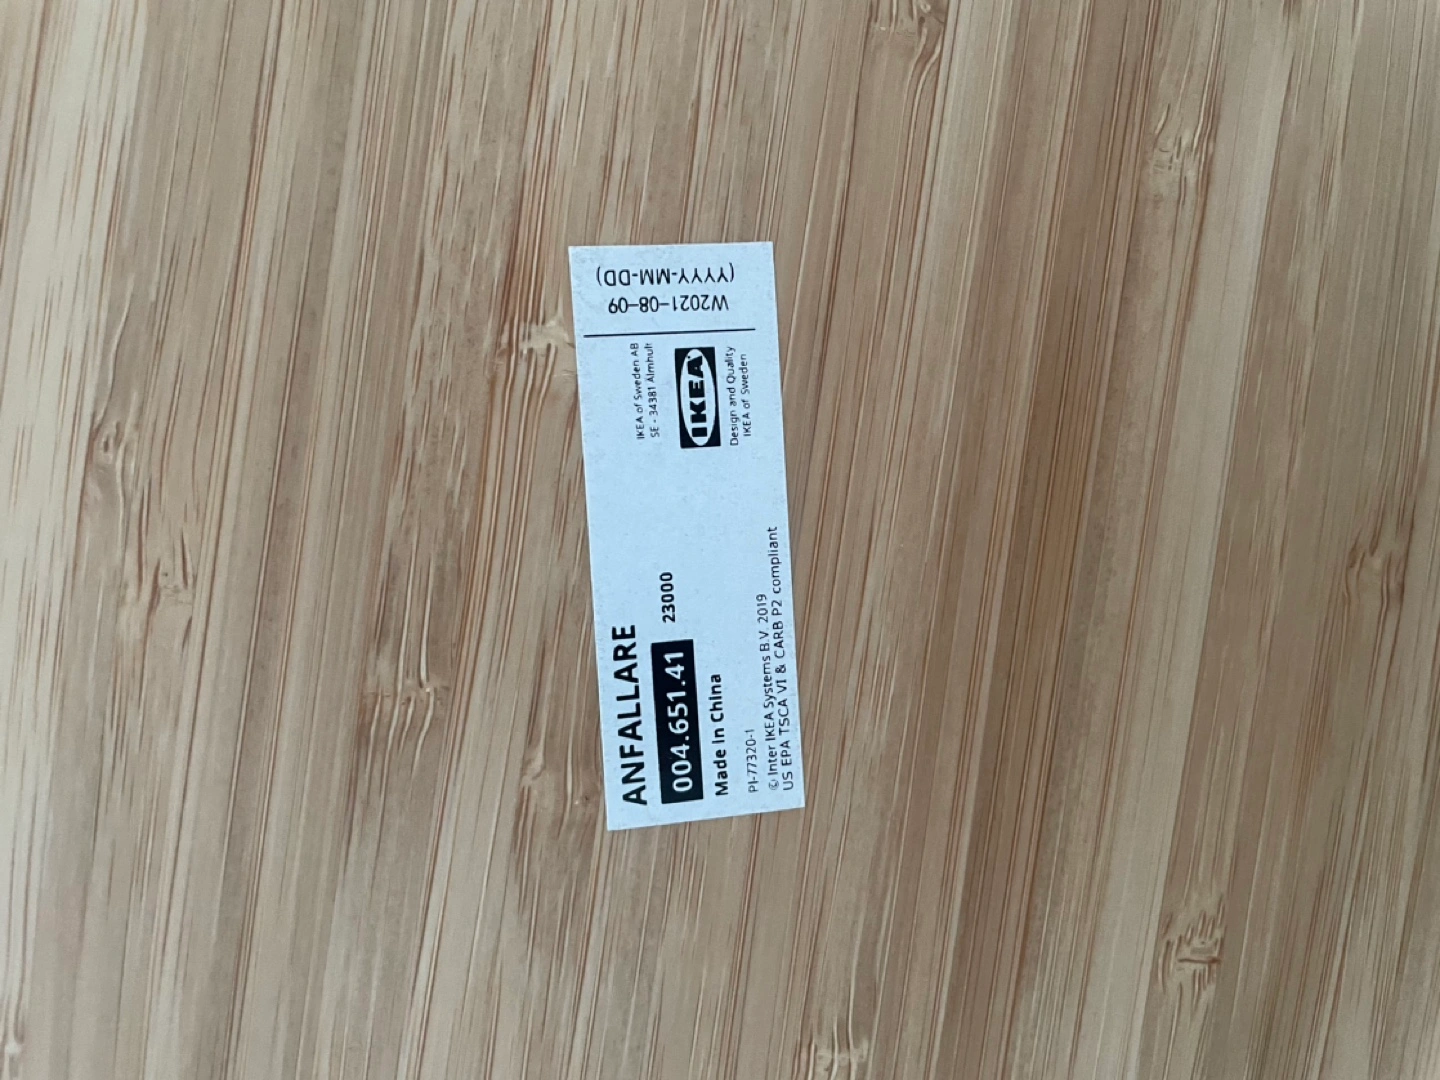 ANFALLARE
004.651.41 23000
Made in China
PI-77320-1
© Inter IKEA Systems B.V. 2019
US EPA TSCA VI & CARB P2 compliant
IKEA of Sweden AB
SE - 34381 Älmhult
IKEA
Design and Quality
IKEA of Sweden
W2021-08-09
(YYYY-MM-DD)